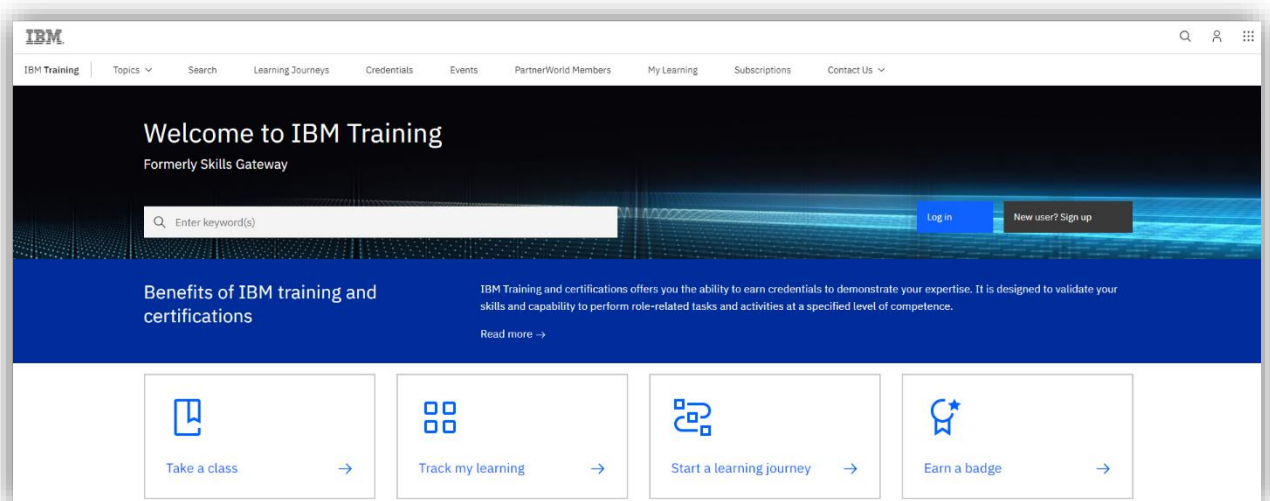 IBM
IBM Training Topics Search Learning Journeys Credentials Events PartnerWorld Members My Learning Subscriptions Contact Us
Welcome to IBM Training
Formerly Skills Gateway
Enter keyword(s)
Log in New user? Sign up
Benefits of IBM training and
certifications
IBM Training and certifications offers you the ability to earn credentials to demonstrate your expertise. It is designed to validate your
skills and capability to perform role-related tasks and activities at a specified level of competence.
Read more →
Take a class →
Track my learning →
Start a learning journey →
Earn a badge →